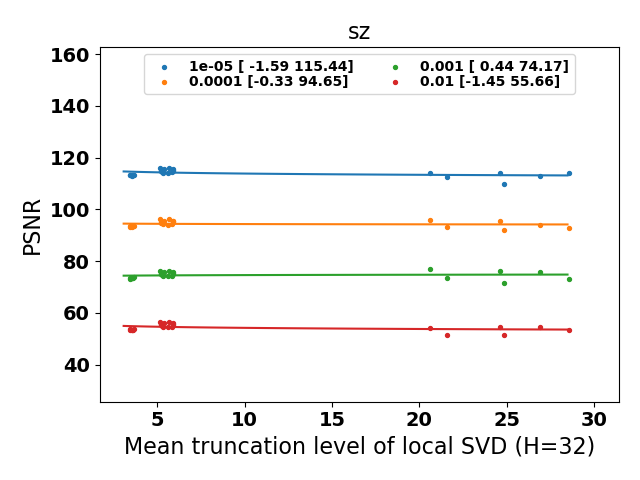 sz
1e-05 [ -1.59 115.44]
0.0001 [-0.33 94.65]
0.001 [ 0.44 74.17]
0.01 [-1.45 55.66]
PSNR
160
140
120
100
80
60
40
5 10 15 20 25 30
Mean truncation level of local SVD (H=32)